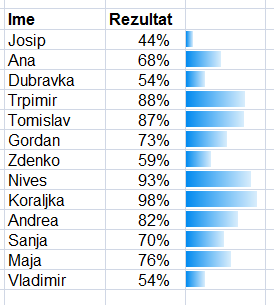 Ime Rezultat
Josip 44%
Ana 68%
Dubravka 54%
Trpimir 88%
Tomislav 87%
Gordan 73%
Zdenko 59%
Nives 93%
Koraljka 98%
Andrea 82%
Sanja 70%
Maja 76%
Vladimir 54%